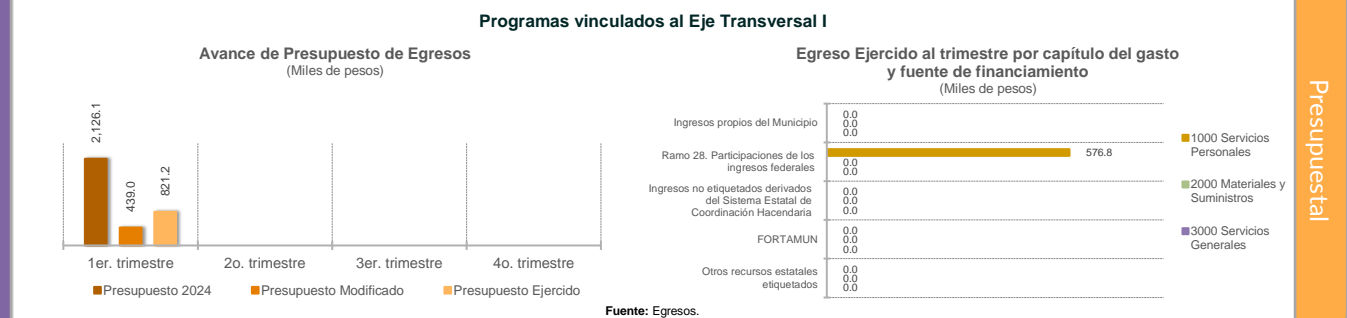 Programas vinculados al Eje Transversal I
Avance de Presupuesto de Egresos
(Miles de pesos)
2,126.1
439.0
821.2
1er. trimestre
2o. trimestre
3er. trimestre
4o. trimestre
Presupuesto 2024
Presupuesto Modificado
Presupuesto Ejercido
Egreso Ejercido al trimestre por capítulo del gasto
y fuente de financiamiento
(Miles de pesos)
Ingresos propios del Municipio
0.0
0.0
0.0
Ramo 28. Participaciones de los
ingresos federales
576.8
0.0
0.0
Ingresos no etiquetados derivados
del Sistema Estatal de
Coordinación Hacendaria
0.0
0.0
0.0
FORTAMUN
0.0
0.0
0.0
Otros recursos estatales
etiquetados
0.0
0.0
0.0
1000 Servicios
Personales
2000 Materiales y
Suministros
3000 Servicios
Generales
Presupuestal
Fuente: Egresos.